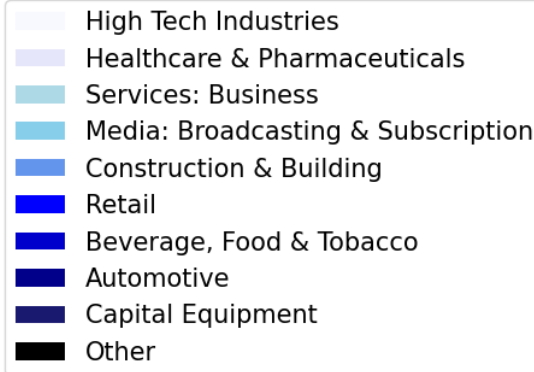 High Tech Industries
Healthcare & Pharmaceuticals
Services: Business
Media: Broadcasting & Subscription
Construction & Building
Retail
Beverage, Food & Tobacco
Automotive
Capital Equipment
Other